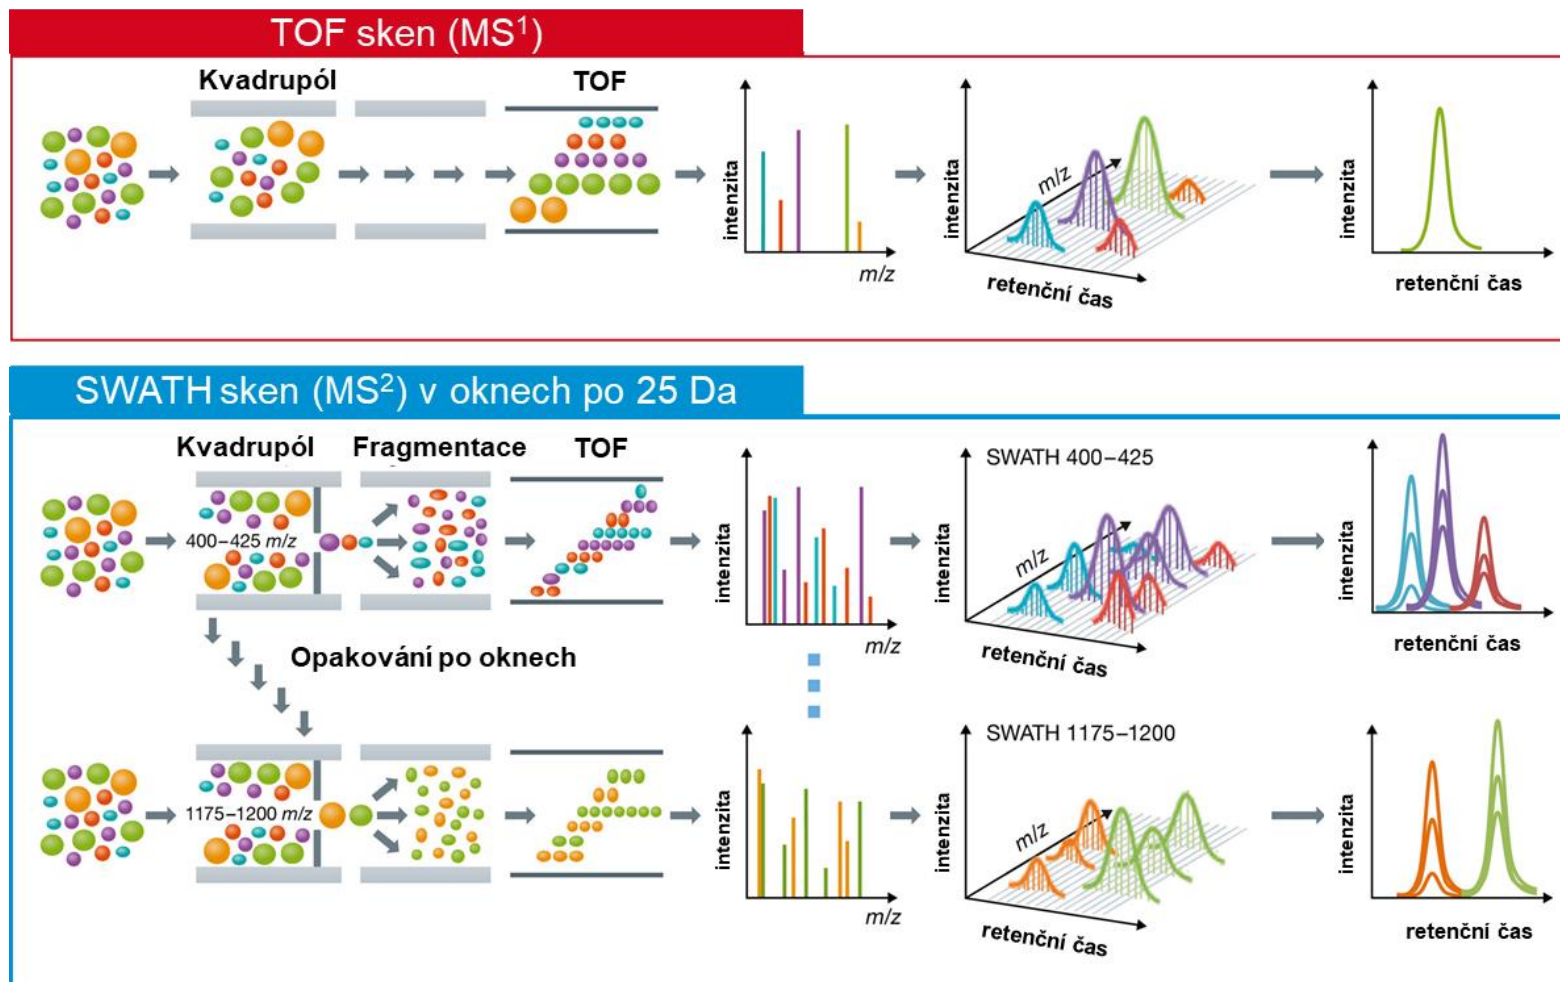 TOF sken (MS¹)
Kvadrupól
TOF
intenzita
m/z
intenzita
m/z
retenční čas
intenzita
retenční čas
SWATH sken (MS²) v oknech po 25 Da
Kvadrupól
Fragmentace
TOF
400–425 m/z
intenzita
m/z
SWATH 400–425
intenzita
m/z
retenční čas
intenzita
retenční čas
Opakování po oknech
1175–1200 m/z
intenzita
m/z
SWATH 1175–1200
intenzita
m/z
retenční čas
intenzita
retenční čas